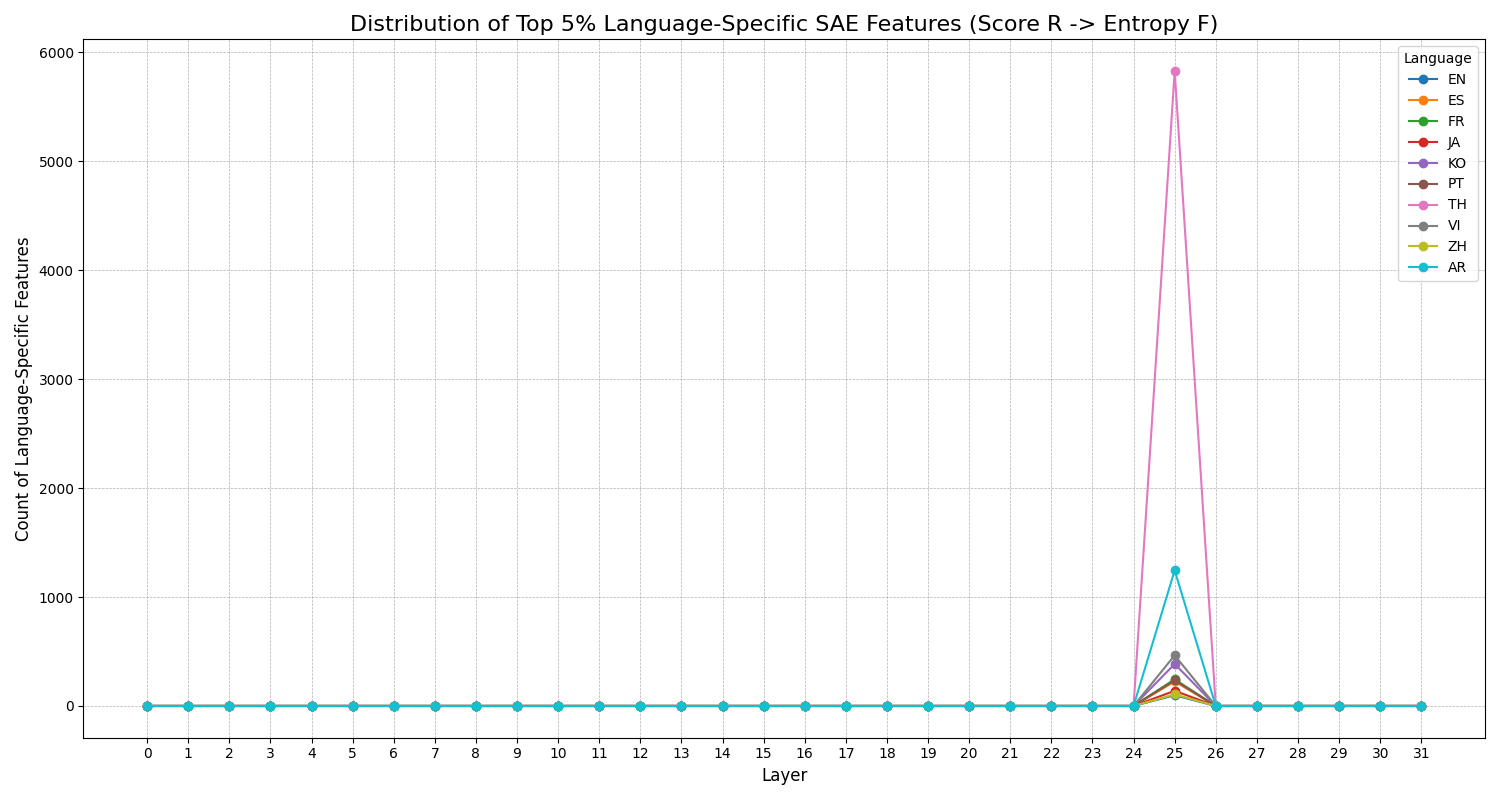 Distribution of Top 5% Language-Specific SAE Features (Score R -> Entropy F)
Count of Language-Specific Features
6000
5000
4000
3000
2000
1000
0
Language
EN
ES
FR
JA
KO
PT
TH
VI
ZH
AR
0 1 2 3 4 5 6 7 8 9 10 11 12 13 14 15 16 17 18 19 20 21 22 23 24 25 26 27 28 29 30 31
Layer